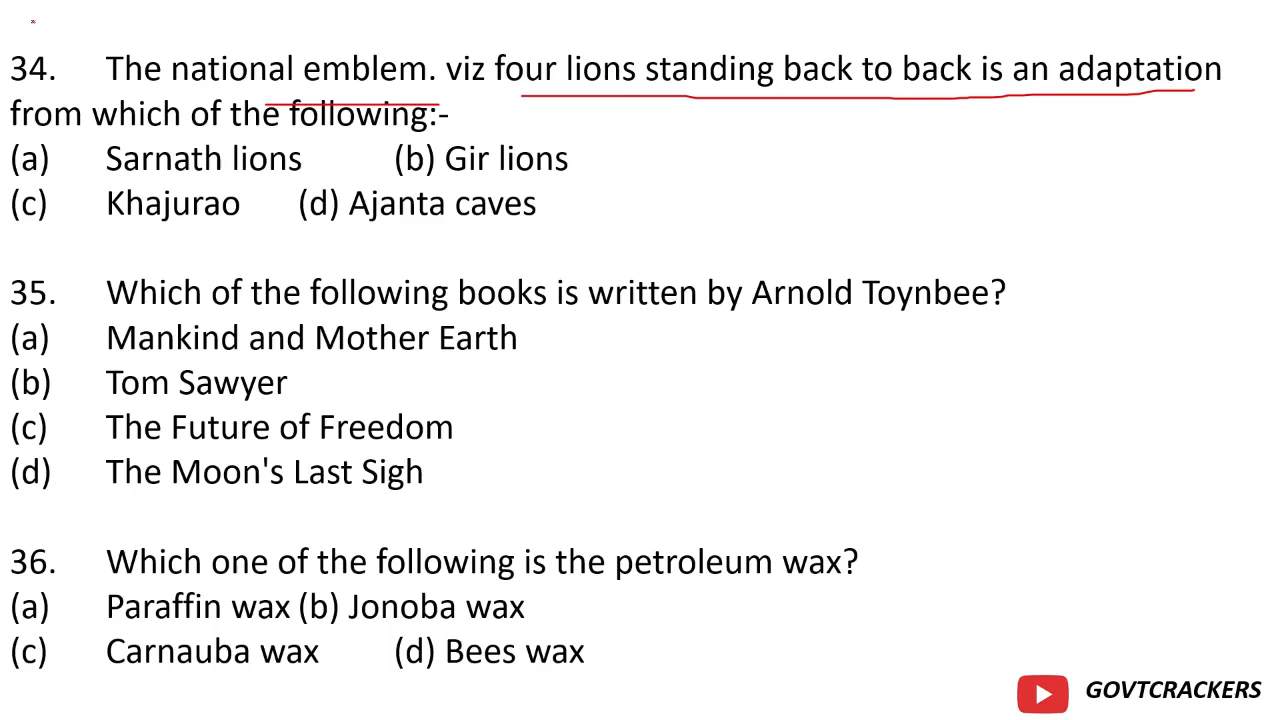 34. The national emblem. viz four lions standing back to back is an adaptation
from which of the following:-
(a) Sarnath lions (b) Gir lions
(c) Khajurao (d) Ajanta caves
35. Which of the following books is written by Arnold Toynbee?
(a) Mankind and Mother Earth
(b) Tom Sawyer
(c) The Future of Freedom
(d) The Moon's Last Sigh
36. Which one of the following is the petroleum wax?
(a) Paraffin wax (b) Jonoba wax
(c) Carnauba wax (d) Bees wax
GOVTCRACKERS